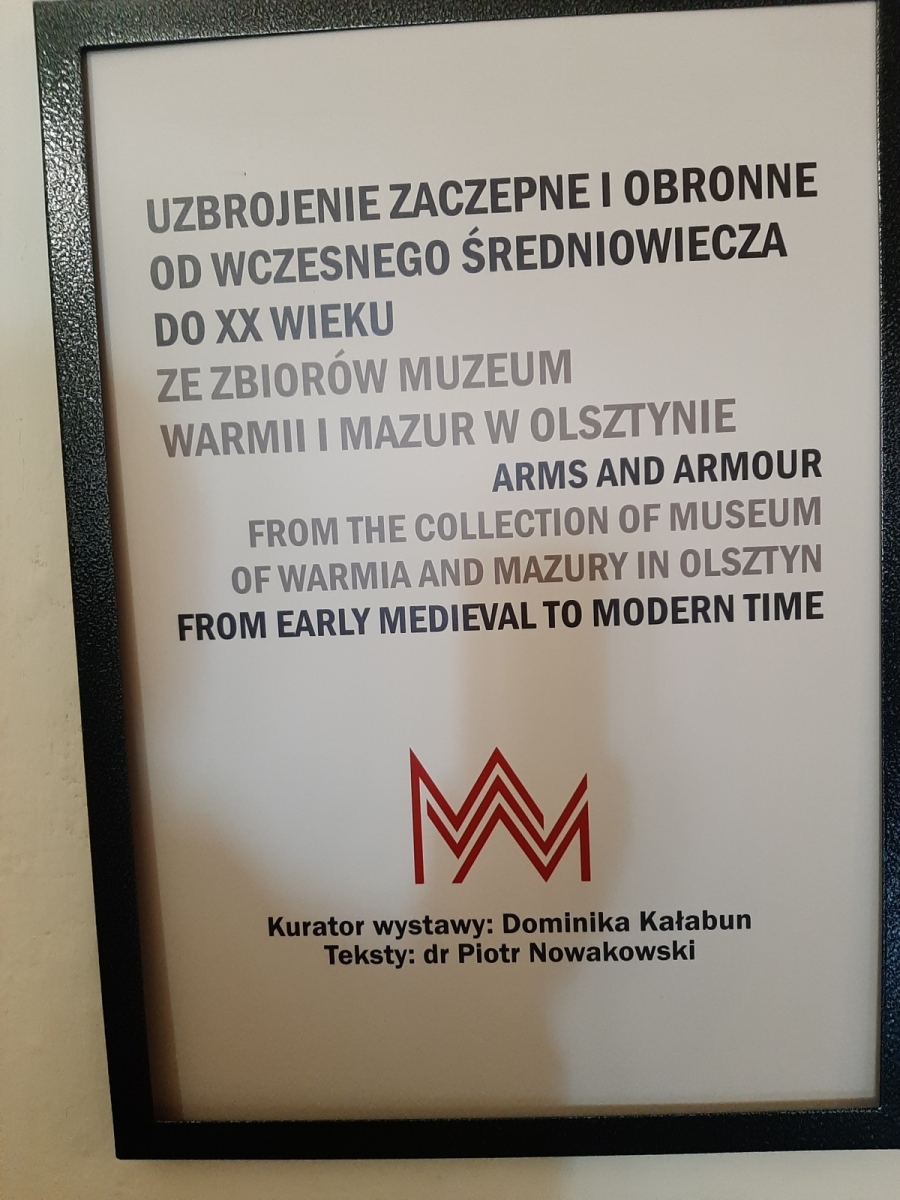 UZBROJENIE ZACZEPNE I OBRONNE
OD WCZESNEGO ŚREDNIOWIECZA
DO XX WIEKU
ZE ZBIORÓW MUZEUM
WARMII I MAZUR W OLSZTYNIE
ARMS AND ARMOUR
FROM THE COLLECTION OF MUSEUM
OF WARMIA AND MAZURY IN OLSZTYN
FROM EARLY MEDIEVAL TO MODERN TIME
Kurator wystawy: Dominika Kałabun
Teksty: dr Piotr Nowakowski